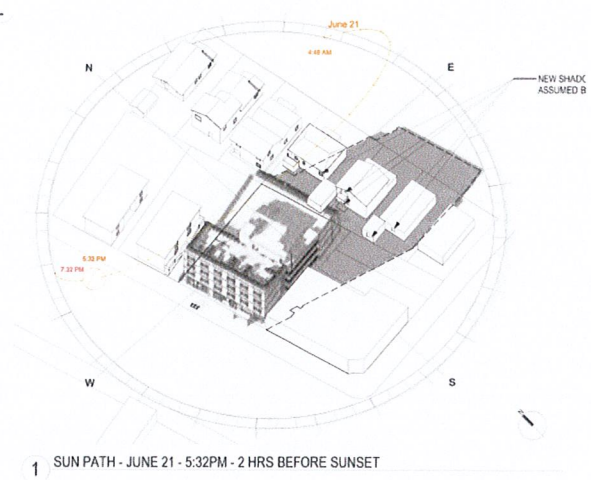 June 21
4:48 AM
N
E
NEW SHADO
ASSUMED B
5:32 PM
7:32 PM
W
S
1 SUN PATH - JUNE 21 - 5:32PM - 2 HRS BEFORE SUNSET